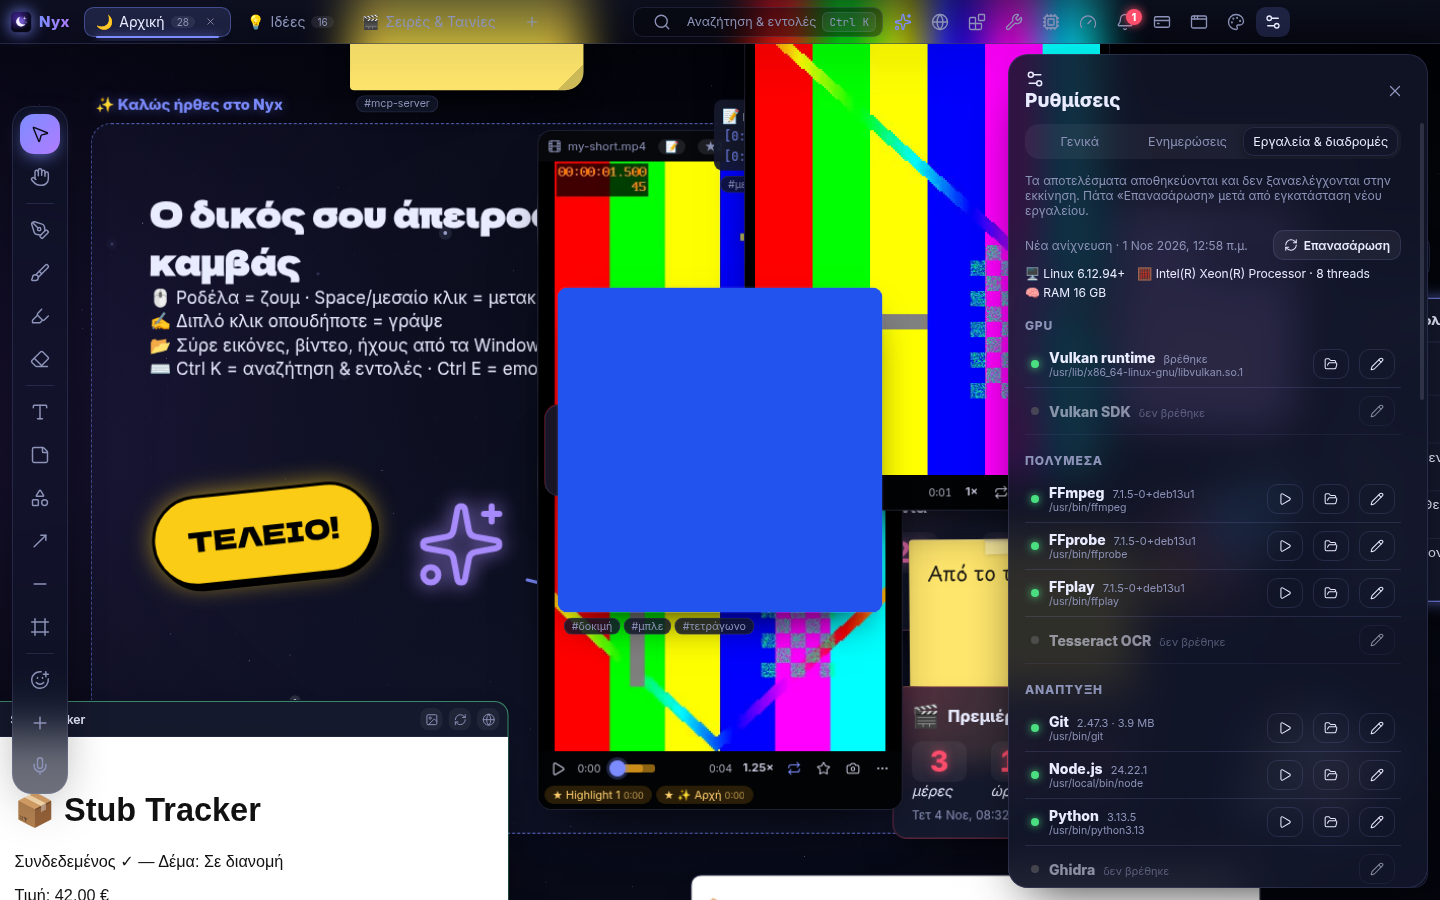 Nyx
🌙 Αρχική 28
💡 Ιδέες 16
🎬 Σειρές & Ταινίες
Αναζήτηση & εντολές Ctrl K
1
#mcp-server
✨ Καλώς ήρθες στο Nyx
Ο δικός σου άπειρος
καμβάς
🖱️ Ροδέλα = ζουμ · Space/μεσαίο κλικ = μετακ
✍️ Διπλό κλικ οπουδήποτε = γράψε
📂 Σύρε εικόνες, βίντεο, ήχους από τα Window
⌨️ Ctrl K = αναζήτηση & εντολές · Ctrl E = emo
ΤΕΛΕΙΟ!
my-short.mp4
00:00:01.500
45
[0:
[0:
#δοκιμή #μπλε #τετράγωνο
0:00
0:04 1.25×
★ Highlight 1 0:00
★ ✨ Αρχή 0:00
0:01 1×
Από το τ
🎬 Πρεμιέρ
3
μέρες
ώρ
Τετ 4 Νοε, 08:32
📦 Stub Tracker
Συνδεδεμένος ✓ — Δέμα: Σε διανομή
Τιμή: 42.00 €
Ρυθμίσεις
Γενικά
Ενημερώσεις
Εργαλεία & διαδρομές
Τα αποτελέσματα αποθηκεύονται και δεν ξαναελέγχονται στην
εκκίνηση. Πάτα «Επανασάρωση» μετά από εγκατάσταση νέου
εργαλείου.
Νέα ανίχνευση · 1 Νοε 2026, 12:58 π.μ.
Επανασάρωση
🖥️ Linux 6.12.94+ 🧱 Intel(R) Xeon(R) Processor · 8 threads
🧠 RAM 16 GB
GPU
Vulkan runtime βρέθηκε
/usr/lib/x86_64-linux-gnu/libvulkan.so.1
Vulkan SDK δεν βρέθηκε
ΠΟΛΥΜΕΣΑ
FFmpeg 7.1.5-0+deb13u1
/usr/bin/ffmpeg
FFprobe 7.1.5-0+deb13u1
/usr/bin/ffprobe
FFplay 7.1.5-0+deb13u1
/usr/bin/ffplay
Tesseract OCR δεν βρέθηκε
ΑΝΑΠΤΥΞΗ
Git 2.47.3 · 3.9 MB
/usr/bin/git
Node.js 24.22.1
/usr/local/bin/node
Python 3.13.5
/usr/bin/python3.13
Ghidra δεν βρέθηκε